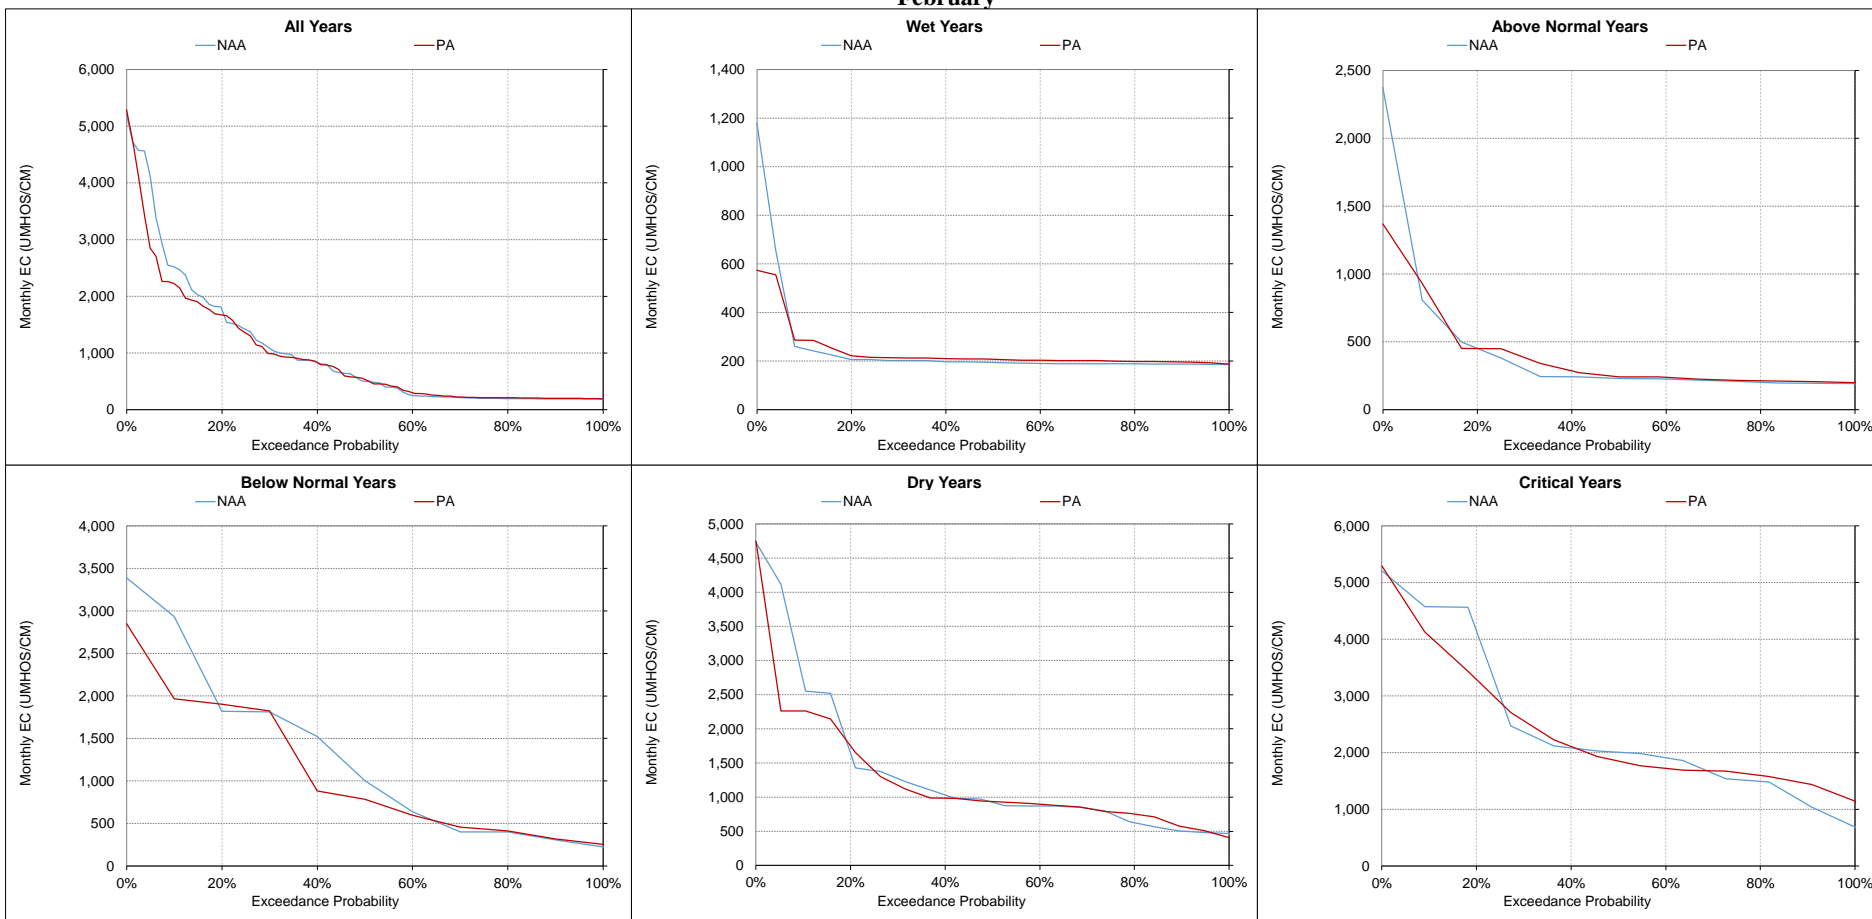 February
All Years
NAA PA
6,000
5,000
4,000
3,000
2,000
1,000
0
Monthly EC (UMHOS/CM)
0% 20% 40% 60% 80% 100%
Exceedance Probability
Wet Years
NAA PA
1,400
1,200
1,000
800
600
400
200
0
Monthly EC (UMHOS/CM)
0% 20% 40% 60% 80% 100%
Exceedance Probability
Above Normal Years
NAA PA
2,500
2,000
1,500
1,000
500
0
Monthly EC (UMHOS/CM)
0% 20% 40% 60% 80% 100%
Exceedance Probability
Below Normal Years
NAA PA
4,000
3,500
3,000
2,500
2,000
1,500
1,000
500
0
Monthly EC (UMHOS/CM)
0% 20% 40% 60% 80% 100%
Exceedance Probability
Dry Years
NAA PA
5,000
4,500
4,000
3,500
3,000
2,500
2,000
1,500
1,000
500
0
Monthly EC (UMHOS/CM)
0% 20% 40% 60% 80% 100%
Exceedance Probability
Critical Years
NAA PA
6,000
5,000
4,000
3,000
2,000
1,000
0
Monthly EC (UMHOS/CM)
0% 20% 40% 60% 80% 100%
Exceedance Probability